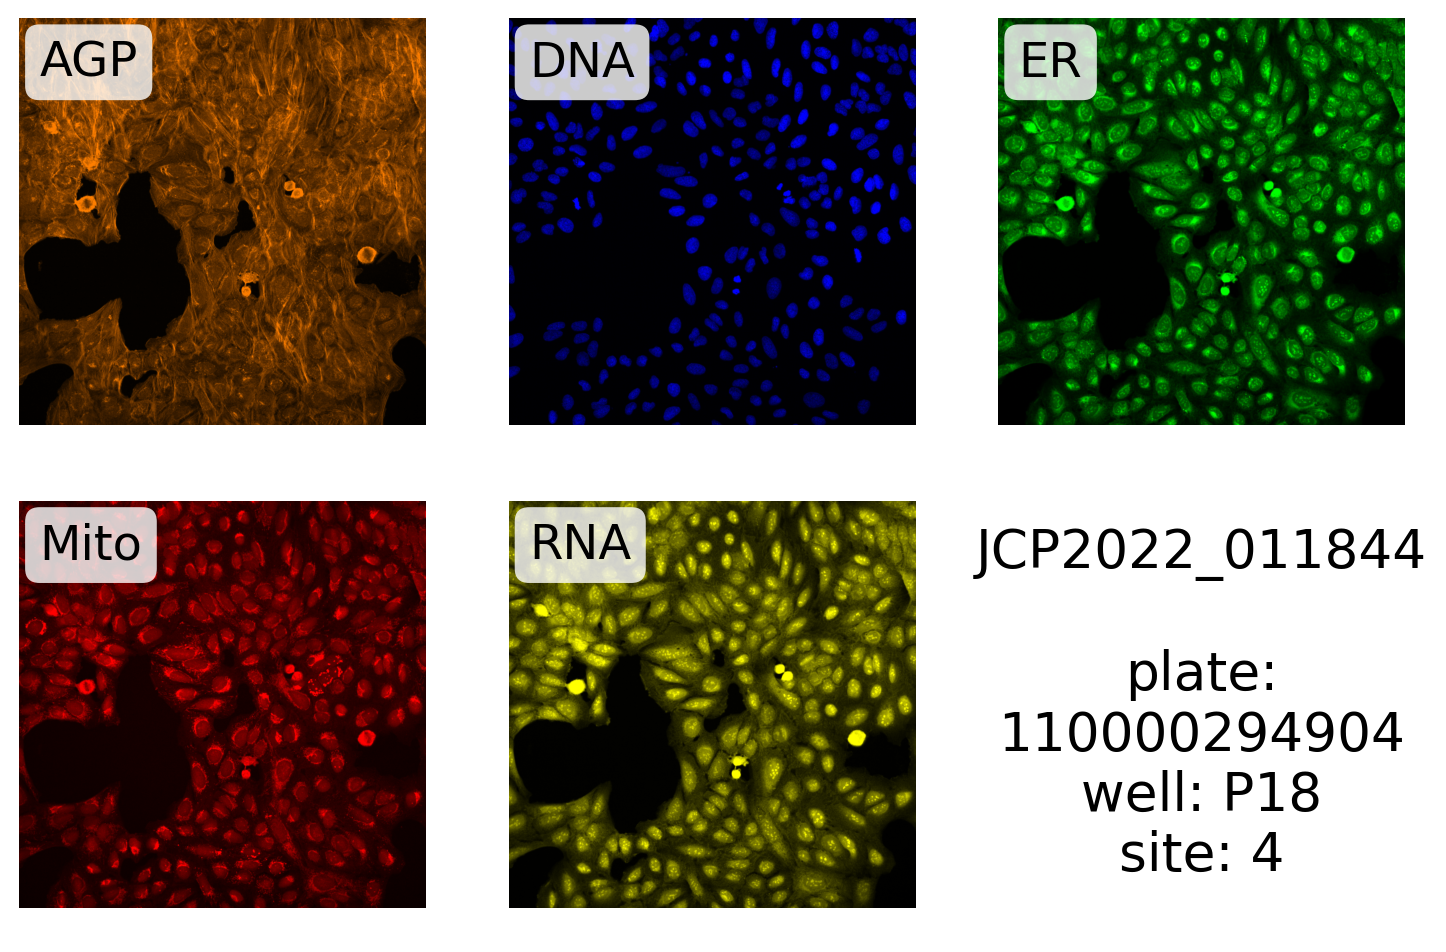 AGP
DNA
ER
Mito
RNA
JCP2022_011844
plate:
110000294904
well: P18
site: 4